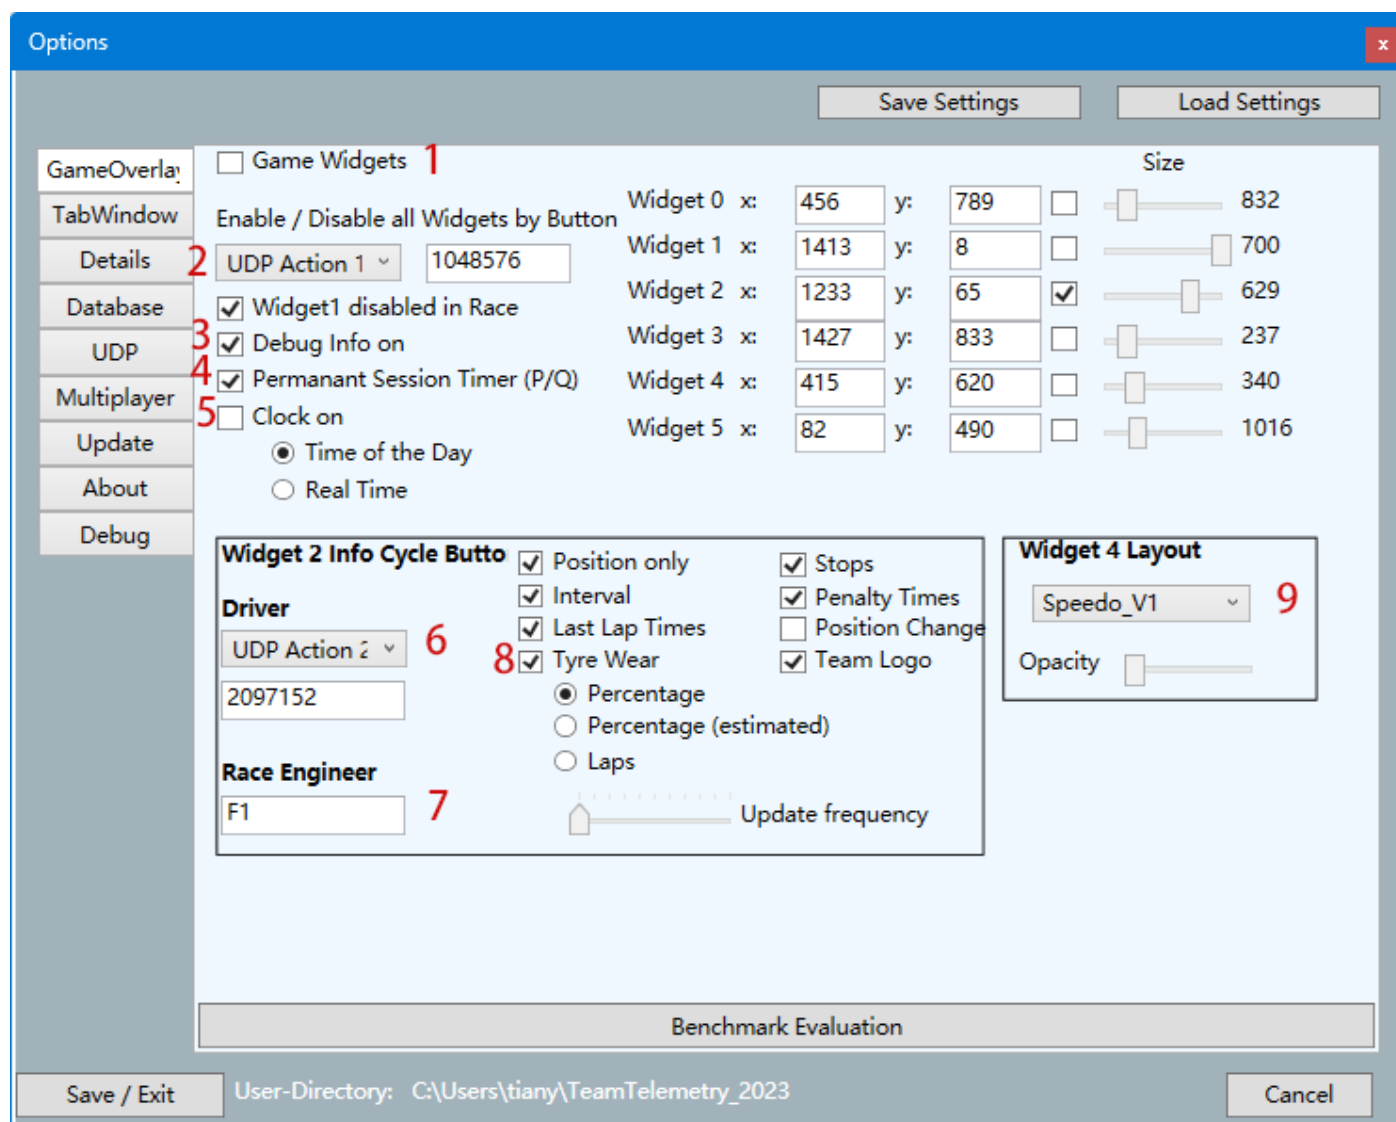 Options
x
Save Settings Load Settings
GameOverlay
TabWindow
Details
Database
UDP
Multiplayer
Update
About
Debug
Game Widgets 1
Enable / Disable all Widgets by Button
2 UDP Action 1 1048576
Widget1 disabled in Race
3 Debug Info on
4 Permanant Session Timer (P/Q)
5 Clock on
Time of the Day
Real Time
Size
Widget 0 x: 456 y: 789 832
Widget 1 x: 1413 y: 8 700
Widget 2 x: 1233 y: 65 629
Widget 3 x: 1427 y: 833 237
Widget 4 x: 415 y: 620 340
Widget 5 x: 82 y: 490 1016
Widget 2 Info Cycle Butto
Driver
UDP Action 2 6
2097152
Race Engineer
F1 7
Position only
Interval
Last Lap Times
8 Tyre Wear
Percentage
Percentage (estimated)
Laps
Update frequency
Stops
Penalty Times
Position Change
Team Logo
Widget 4 Layout
Speedo_V1 9
Opacity
Benchmark Evaluation
Save / Exit User-Directory: C:\Users\tiany\TeamTelemetry_2023 Cancel